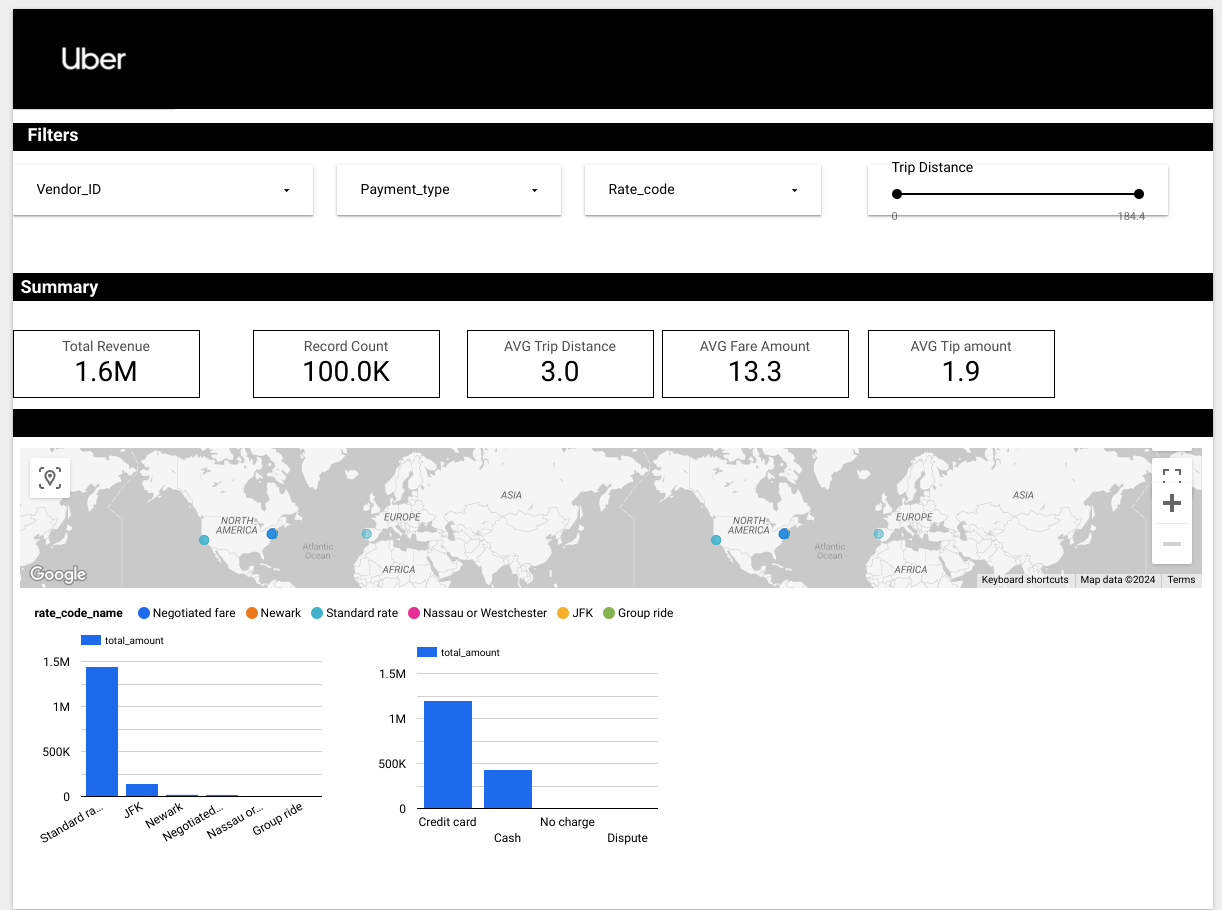 Uber
Filters
Vendor_ID
Payment_type
Rate_code
Trip Distance
0
184.4
Summary
Total Revenue
1.6M
Record Count
100.0K
AVG Trip Distance
3.0
AVG Fare Amount
13.3
AVG Tip amount
1.9
NORTH
AMERICA
Atlantic
Ocean
EUROPE
AFRICA
ASIA
NORTH
AMERICA
Atlantic
Ocean
EUROPE
AFRICA
ASIA
Google
Keyboard shortcuts
Map data ©2024
Terms
rate_code_name Negotiated fare Newark Standard rate Nassau or Westchester JFK Group ride
total_amount
1.5M
1M
500K
0
Standard ra...
JFK
Newark
Negotiated...
Nassau or...
Group ride
total_amount
1.5M
1M
500K
0
Credit card
Cash
No charge
Dispute